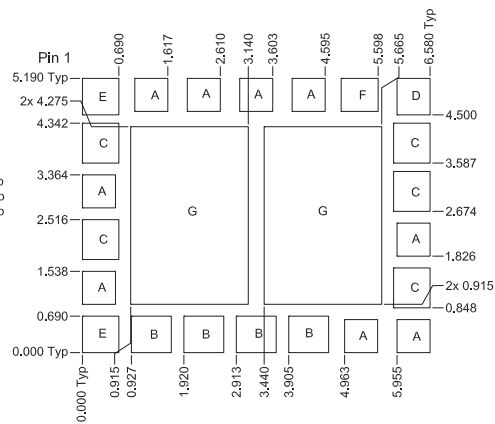 Pin 1
0.690
1.617
2.610
3.140
3.603
4.595
5.598
5.665
6.580 Typ
5.190 Typ
2x 4.275
4.342
3.364
2.516
1.538
0.690
0.000 Typ
E A A A A F D
C C
A C
G G
C A
A C
E B B B B A A
4.500
3.587
2.674
1.826
2x 0.915
0.848
0.000 Typ
0.915
0.927
1.920
2.913
3.440
3.905
4.963
5.955